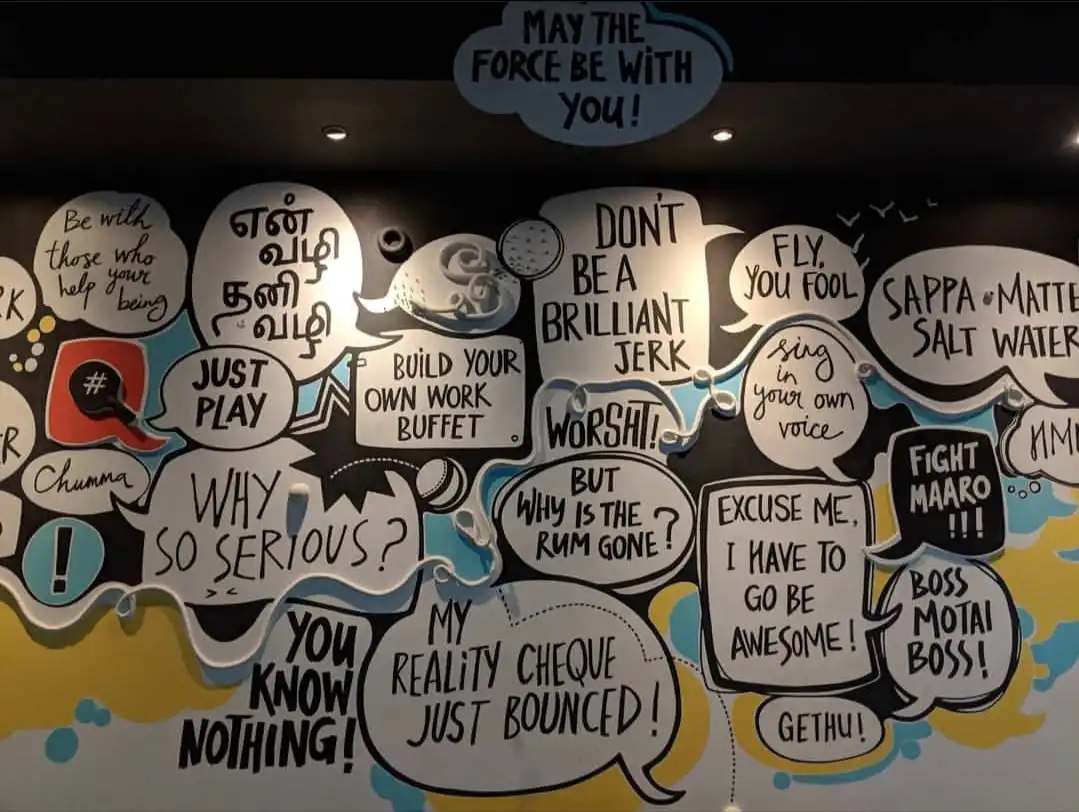 MAY THE
FORCE BE WITH
YOU!
Be with
those who
help your
being
என்
வழி
தனி
வழி
DON'T
BE A
BRILLIANT
JERK
FLY,
YOU FOOL
SAPPA MATTE
SALT WATER
RK
#
JUST
PLAY
BUILD YOUR
OWN WORK
BUFFET
WORSHT!
sing
in
your own
voice
R
Chumma
!
WHY
SO SERIOUS?
BUT
WHY IS THE
RUM GONE?
EXCUSE ME,
I HAVE TO
GO BE
AWESOME!
FIGHT
MAARO
!!!
HM
BOSS
MOTAI
BOSS!
YOU
KNOW
NOTHING!
MY
REALITY CHEQUE
JUST BOUNCED!
GETHU!